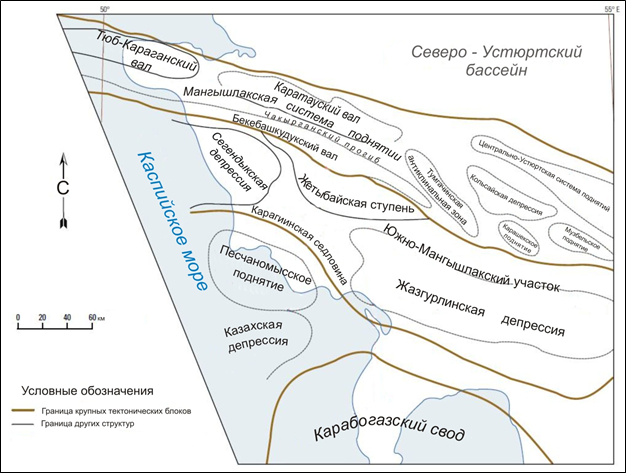 50°
55° E
Северо - Устюртский
бассейн
Тюб-Караганский
вал
Каратауский вал
Мангышлакская система поднятии
Чакырганский прогиб
Бекебашкудукский вал
Сегендыкская
депрессия
Жетыбайская ступень
Тумгачинская
антиклинальная зона
Центрально-Устюртская система поднятий
Кольсайская депрессия
Карашекское
поднятие
Музбельское
поднятие
С
Каспийское море
Карагиинская седловина
Южно-Мангышлакский участок
Песчаномысское
поднятие
Жазгурлинская депрессия
Казахская
депрессия
0 20 40 60 км
Условные обозначения
Граница крупных тектонических блоков
Граница других структур
Карабогазский свод